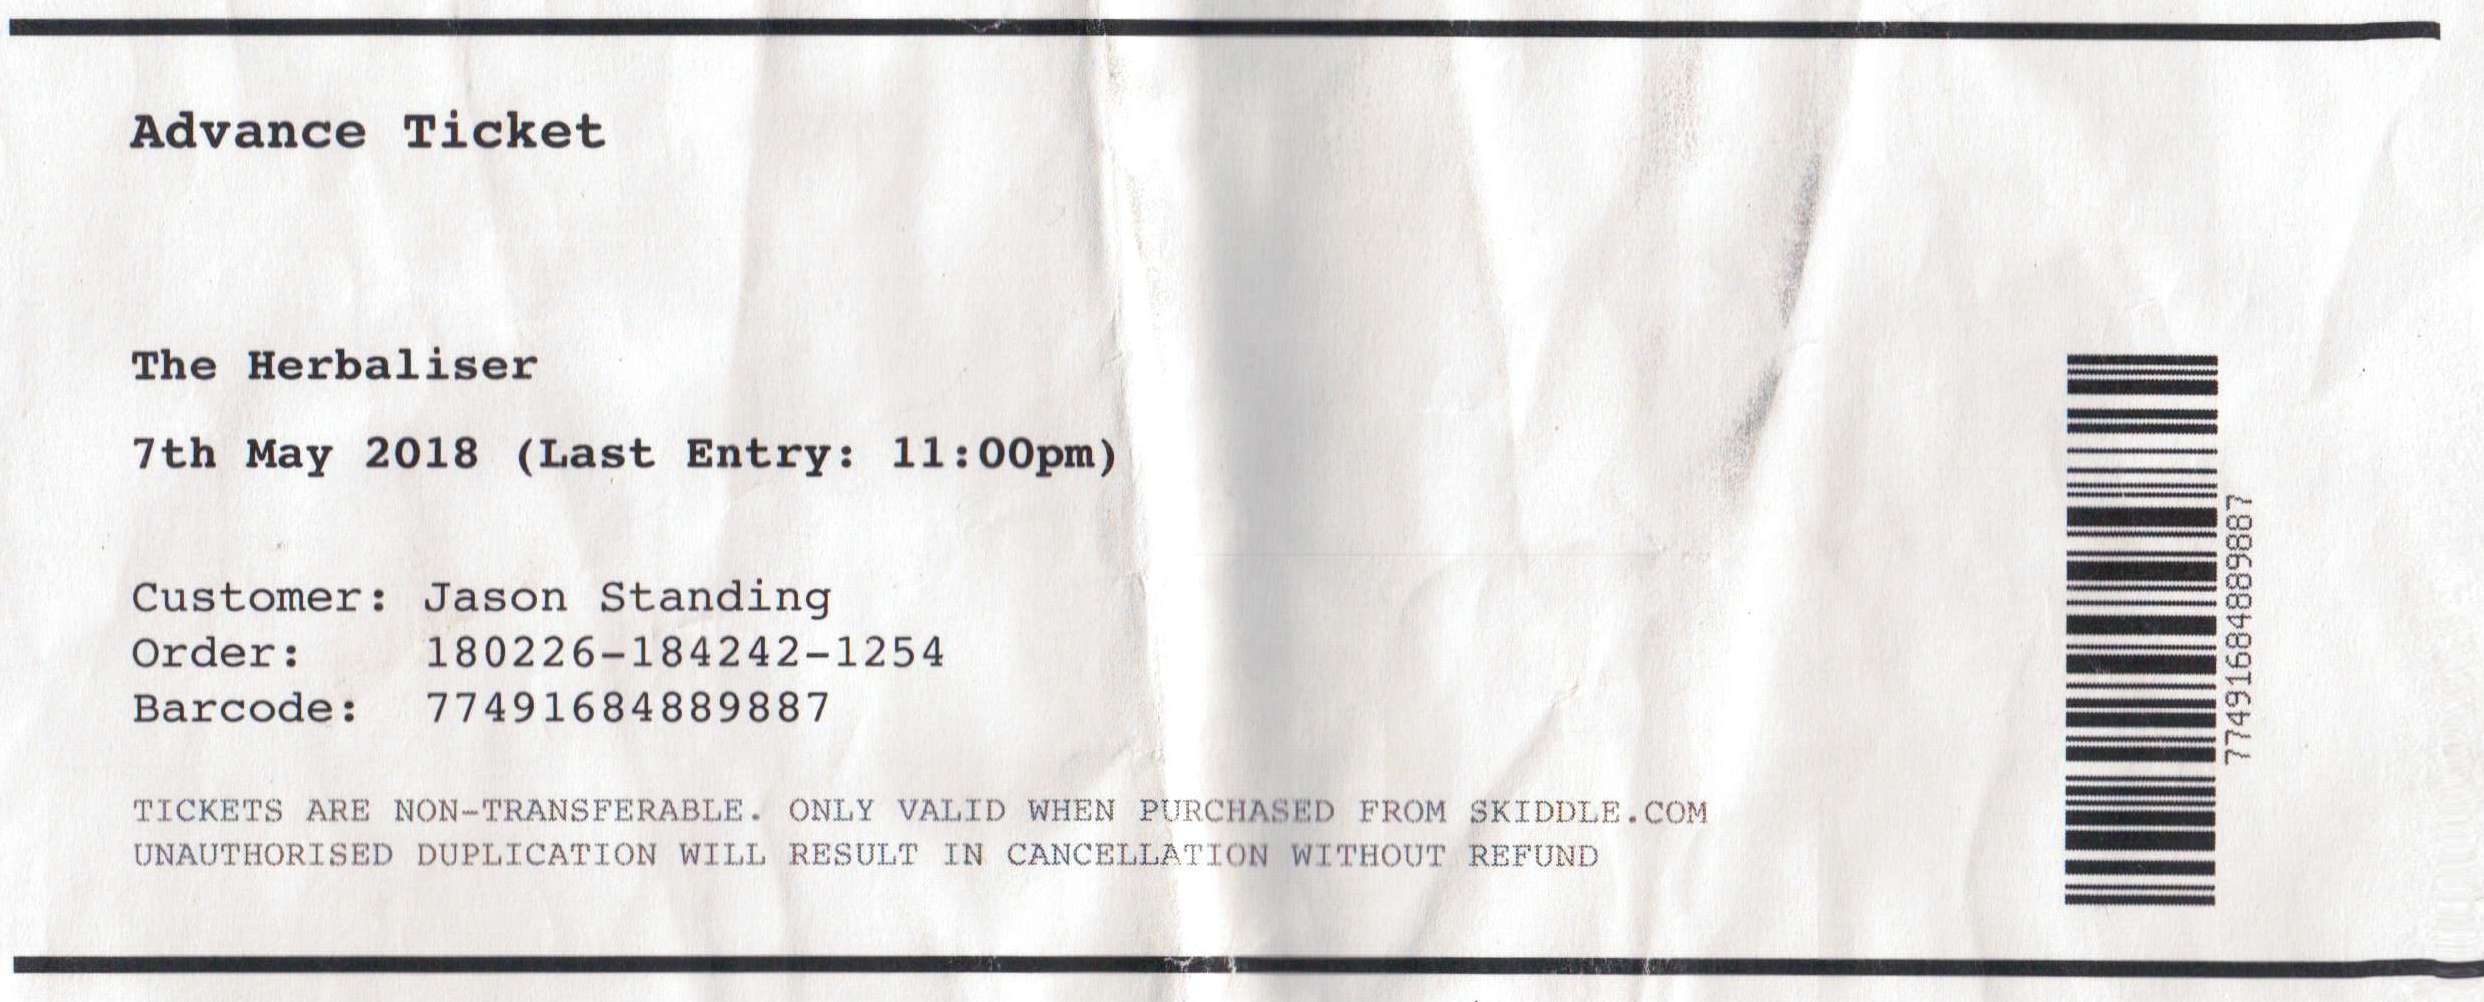 Advance Ticket
The Herbaliser
7th May 2018 (Last Entry: 11:00pm)
Customer: Jason Standing
Order: 180226-184242-1254
Barcode: 77491684889887
TICKETS ARE NON-TRANSFERABLE. ONLY VALID WHEN PURCHASED FROM SKIDDLE.COM
UNAUTHORISED DUPLICATION WILL RESULT IN CANCELLATION WITHOUT REFUND
77491684889887